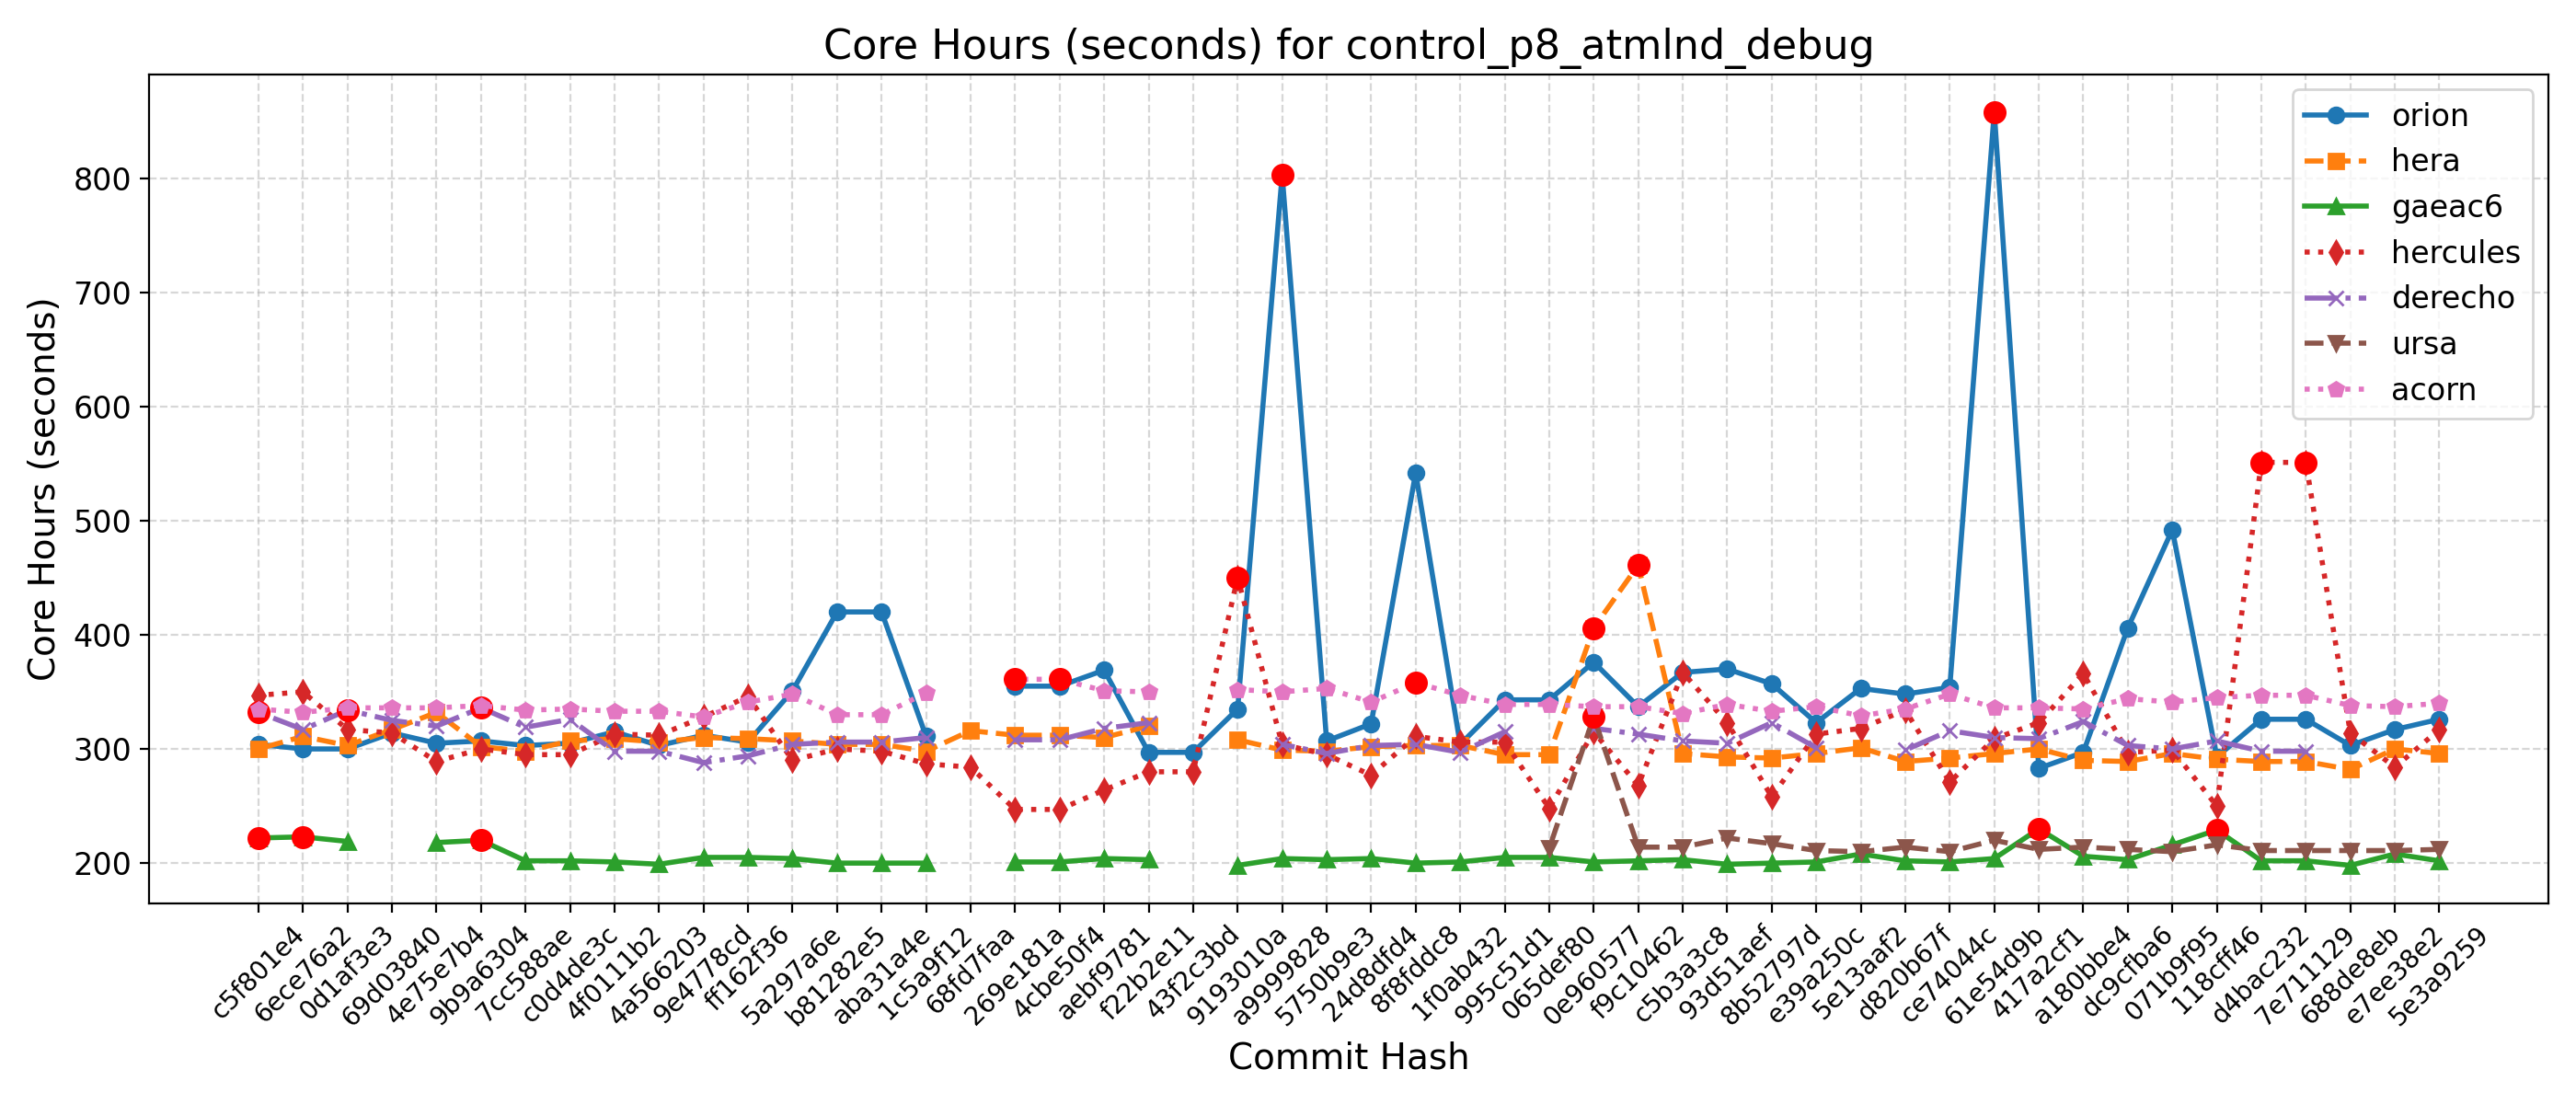 Core Hours (seconds) for control_p8_atmlnd_debug
Core Hours (seconds)
800
700
600
500
400
300
200
orion
hera
gaeac6
hercules
derecho
ursa
acorn
c5f801e4
6ece76a2
0d1af3e3
69d03840
4e75e7b4
9b9a6304
7cc588ae
c0d4de3c
4f0111b2
4a566203
9e4778cd
ff162f36
5a297a6e
b81282e5
aba31a4e
1c5a9f12
68fd7faa
269e181a
4cbe50f4
aebf9781
f22b2e11
43f2c3bd
9193010a
a9999828
5750b9e3
24d8dfd4
8f8fddc8
1f0ab432
995c51d1
065def80
0e960577
f9c10462
c5b3a3c8
93d51aef
8b52797d
e39a250c
5e13aaf2
d820b67f
ce74044c
61e54d9b
417a2cf1
a180bbe4
dc9cfba6
071b9f95
118cff46
d4bac232
7e711129
688de8eb
e7ee38e2
5e3a9259
Commit Hash